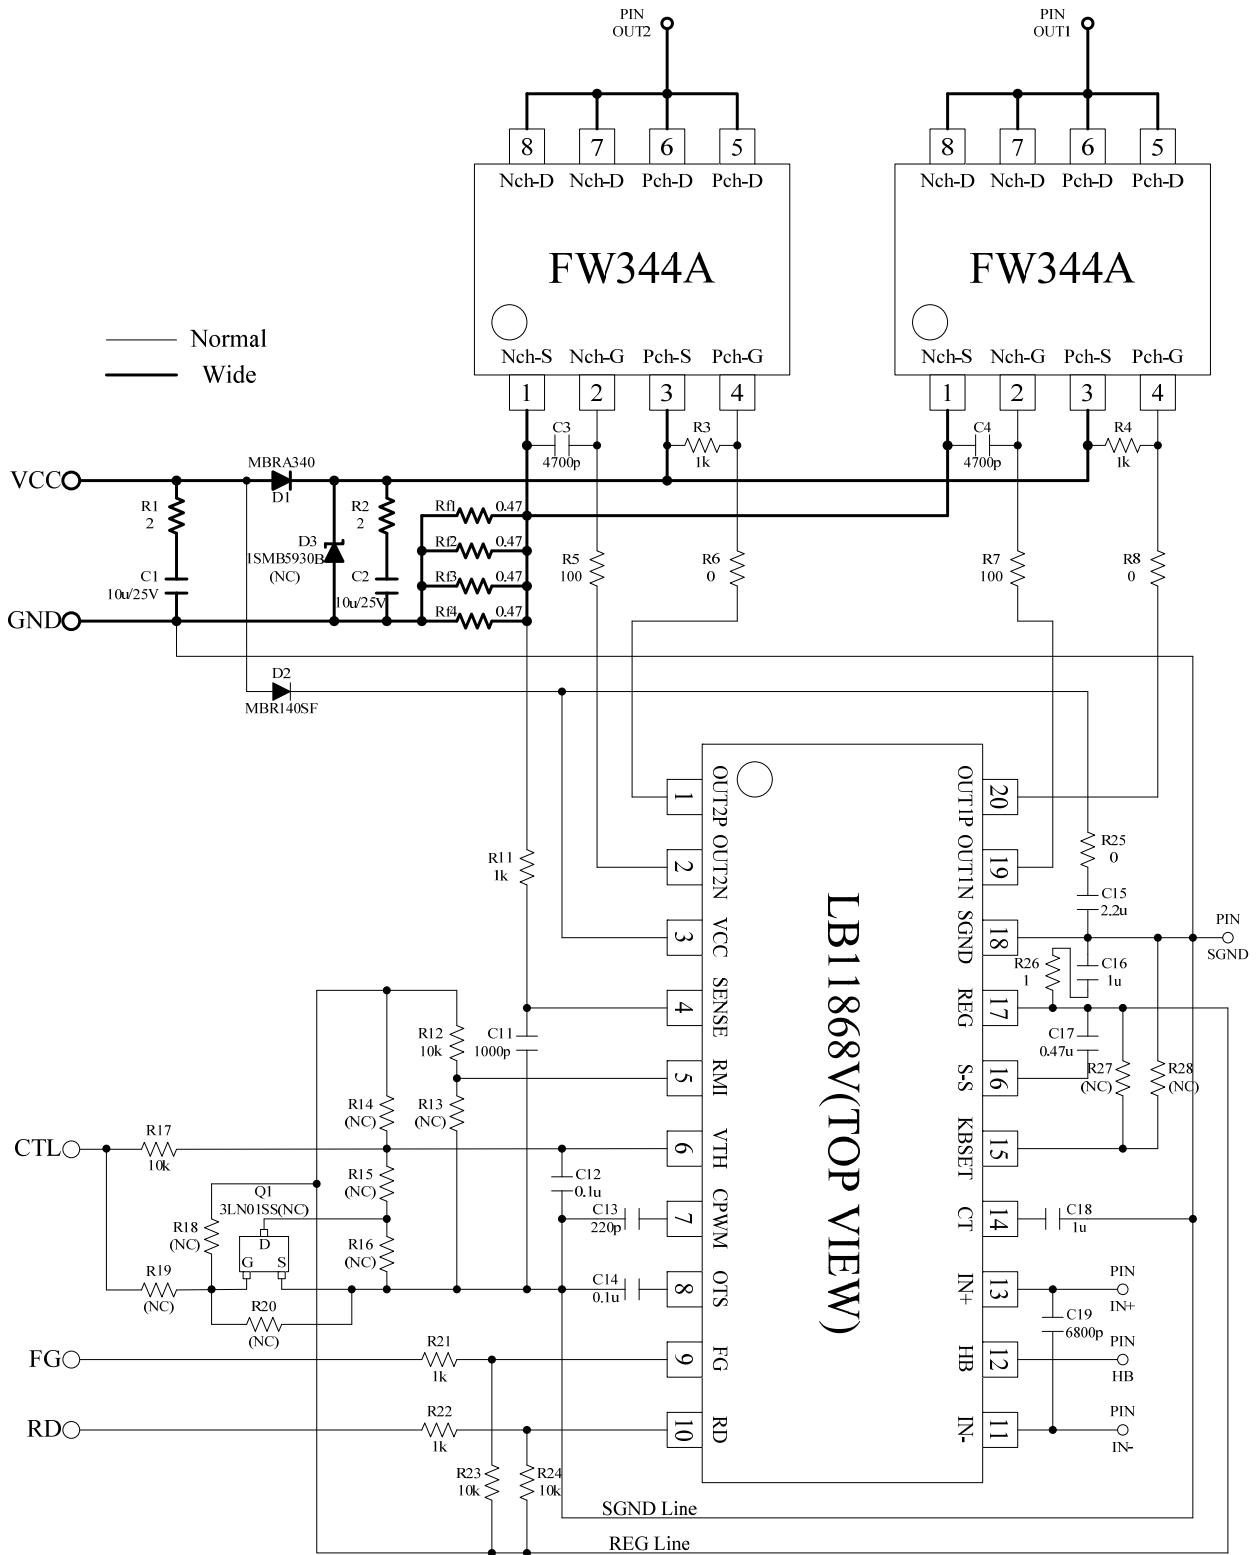 PIN
OUT2
PIN
OUT1
8 7 6 5
Nch-D Nch-D Pch-D Pch-D
FW344A
Nch-S Nch-G Pch-S Pch-G
1 2 3 4
8 7 6 5
Nch-D Nch-D Pch-D Pch-D
FW344A
Nch-S Nch-G Pch-S Pch-G
1 2 3 4
Normal
Wide
C3
4700p
R3
1k
C4
4700p
R4
1k
VCC
MBRA340
D1
R1
2
C1
10u/25V
D3
1SMB5930B
(NC)
R2
2
C2
10u/25V
Rf1 0.47
Rf2 0.47
Rf3 0.47
Rf4 0.47
R5
100
R6
0
R7
100
R8
0
GND
D2
MBR140SF
LB11868V(TOP VIEW)
1 OUT2P
2 OUT2N
3 VCC
4 SENSE
5 RMI
6 VTH
7 CPWM
8 OTS
9 FG
10 RD
20 OUT1P
19 OUT1N
18 SGND
17 REG
16 S-S
15 KBSET
14 CT
13 IN+
12 HB
11 IN-
R11
1k
R25
0
C15
2.2u
PIN
SGND
R26
1
C16
1u
C17
0.47u
R27
(NC)
R28
(NC)
R12
10k
C11
1000p
R14
(NC)
R13
(NC)
CTL
R17
10k
R15
(NC)
C12
0.1u
Q1
3LN01SS(NC)
D
G S
R18
(NC)
R16
(NC)
C13
220p
C18
1u
R19
(NC)
R20
(NC)
C14
0.1u
PIN
IN+
C19
6800p
FG
R21
1k
PIN
HB
RD
R22
1k
PIN
IN-
R23
10k
R24
10k
SGND Line
REG Line